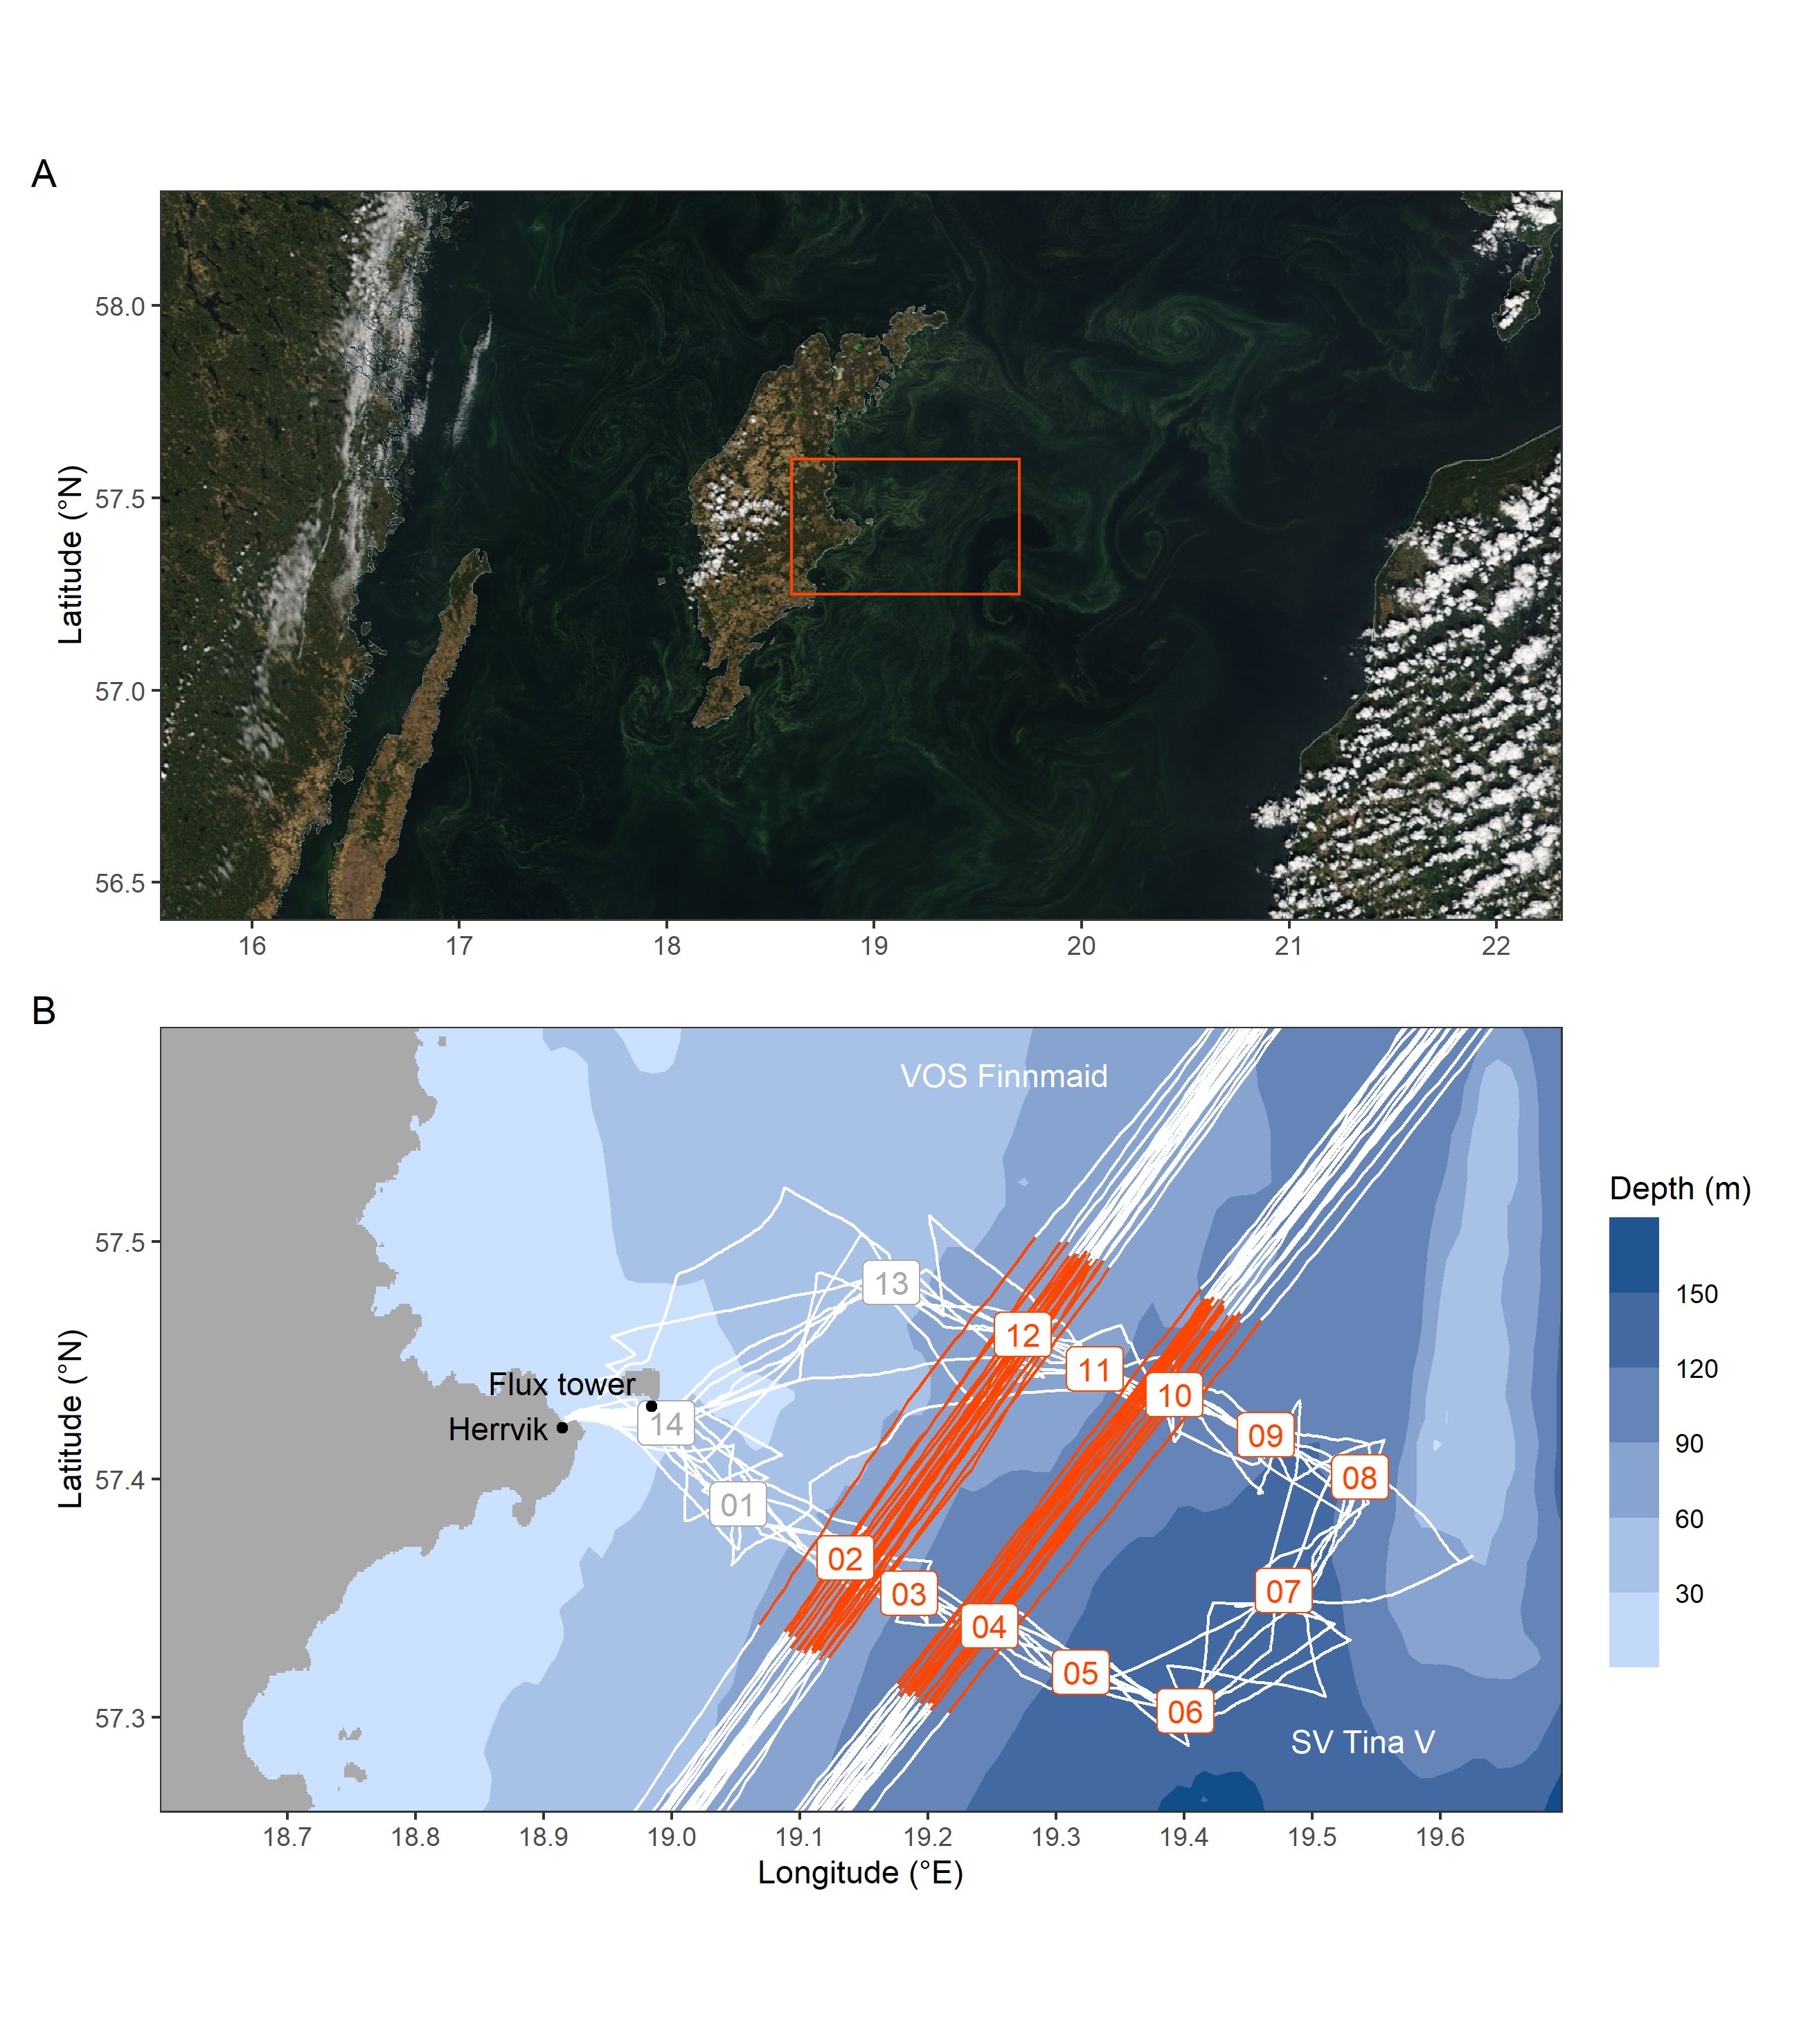 A
Latitude (°N)
58.0
57.5
57.0
56.5
16 17 18 19 20 21 22
B
VOS Finnmaid
Latitude (°N)
57.5
57.4
57.3
13
12
11
10
09
08
Flux tower
Herrvik
14
01
02
03
04
05
06
07
SV Tina V
18.7 18.8 18.9 19.0 19.1 19.2 19.3 19.4 19.5 19.6
Longitude (°E)
Depth (m)
150
120
90
60
30